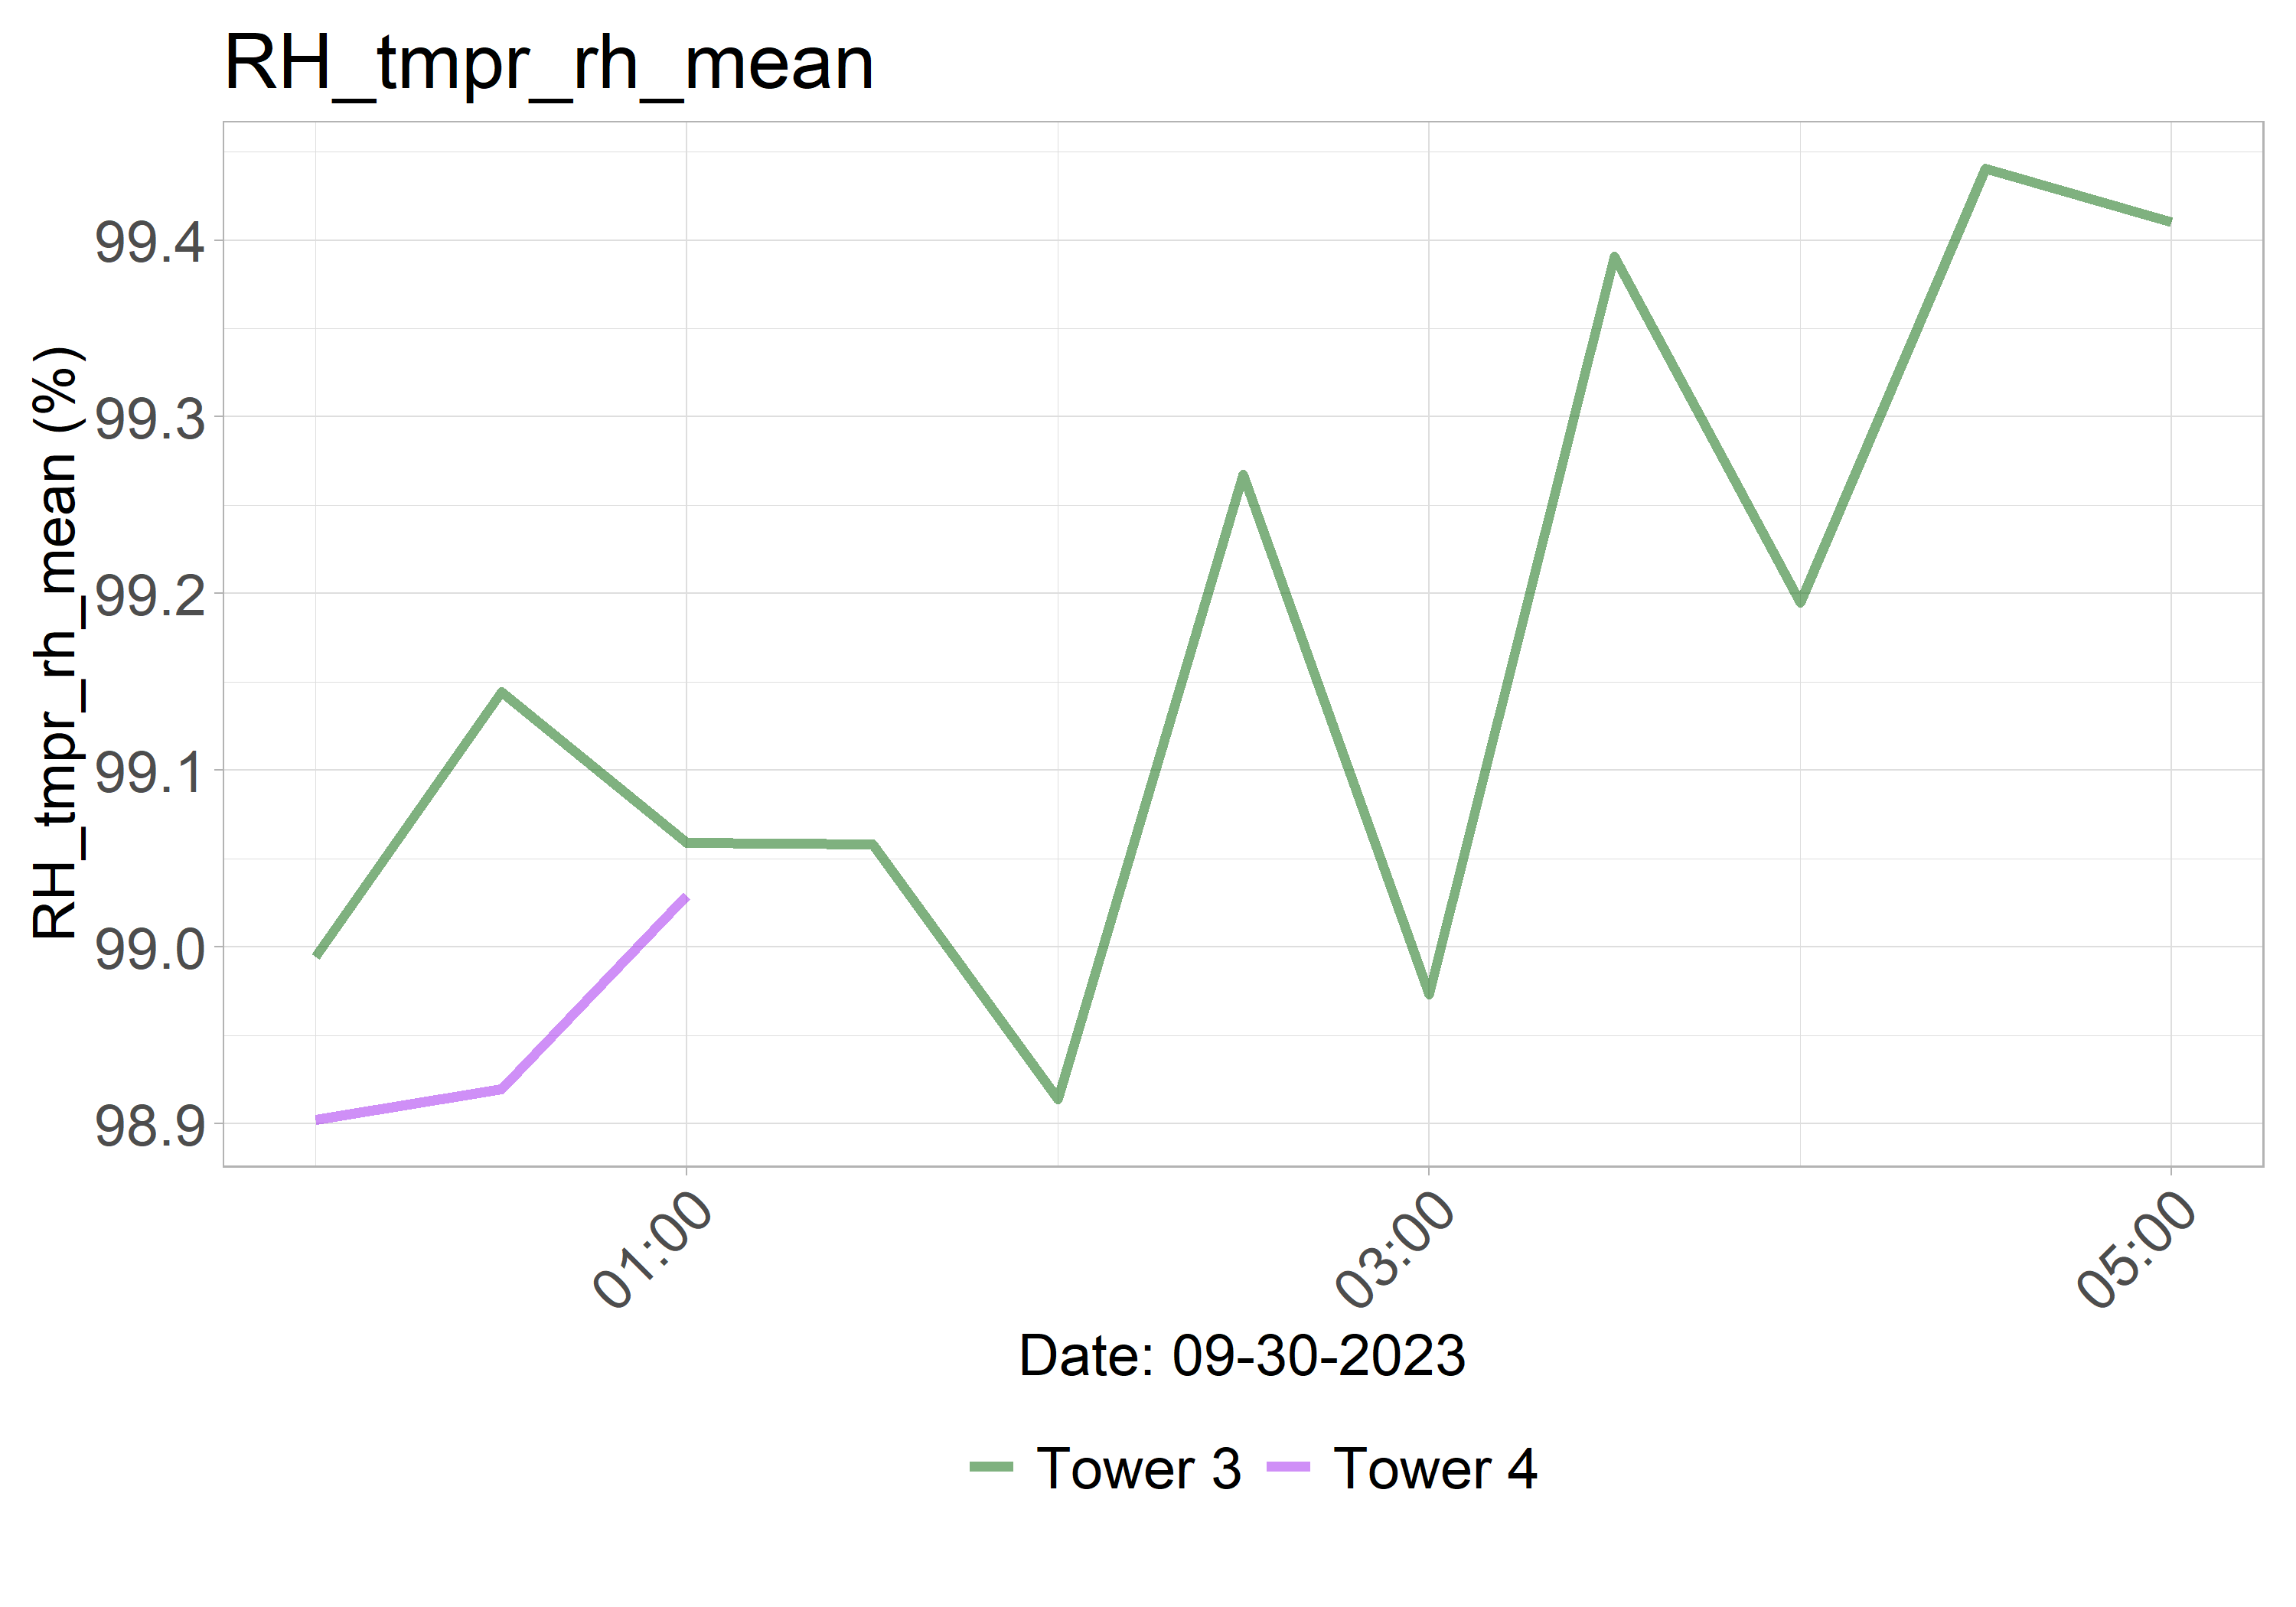 RH_tmpr_rh_mean
RH_tmpr_rh_mean (%)
99.4
99.3
99.2
99.1
99.0
98.9
01:00
03:00
05:00
Date: 09-30-2023
Tower 3
Tower 4